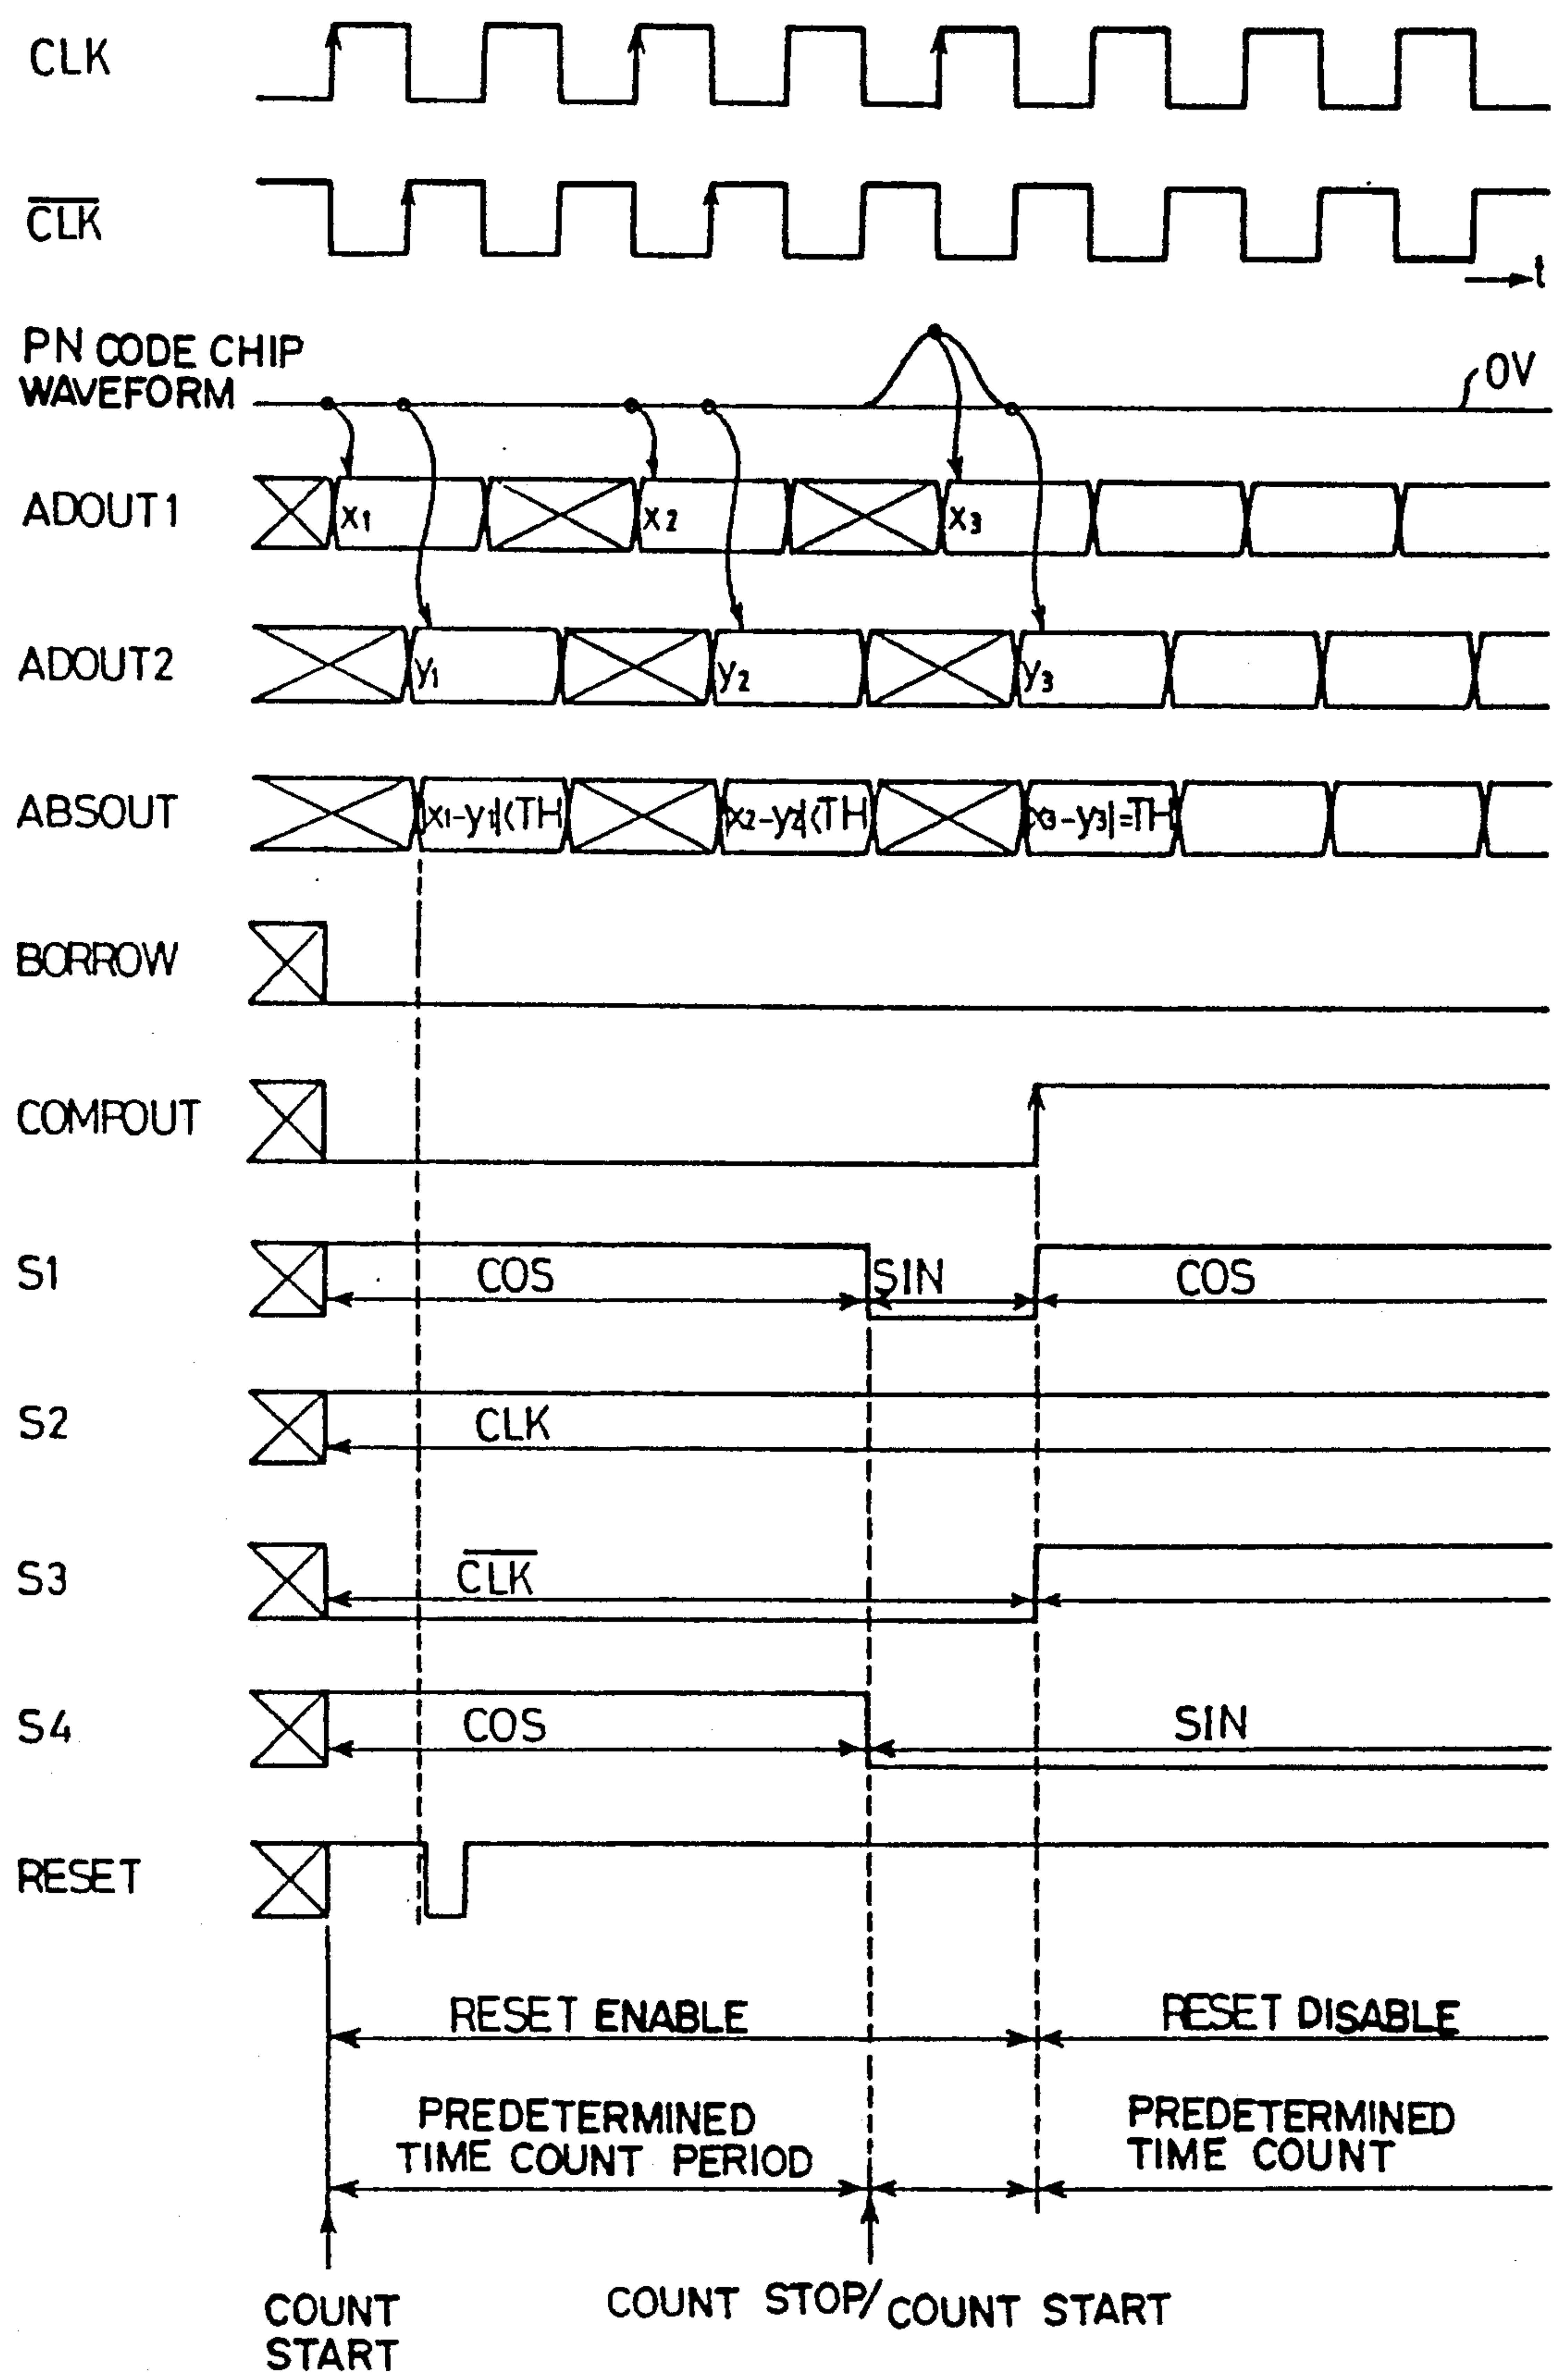 CLK
C̅L̅K̅
t
PN CODE CHIP
WAVEFORM
0V
ADOUT1
x1
x2
x3
ADOUT2
y1
y2
y3
ABSOUT
|x1-y1|<TH
|x2-y2|<TH
|x3-y3|=TH
BORROW
COMPOUT
S1
COS
SIN
COS
S2
CLK
S3
C̅L̅K̅
S4
COS
SIN
RESET
RESET ENABLE
RESET DISABLE
PREDETERMINED
TIME COUNT PERIOD
PREDETERMINED
TIME COUNT
COUNT
START
COUNT STOP/COUNT START